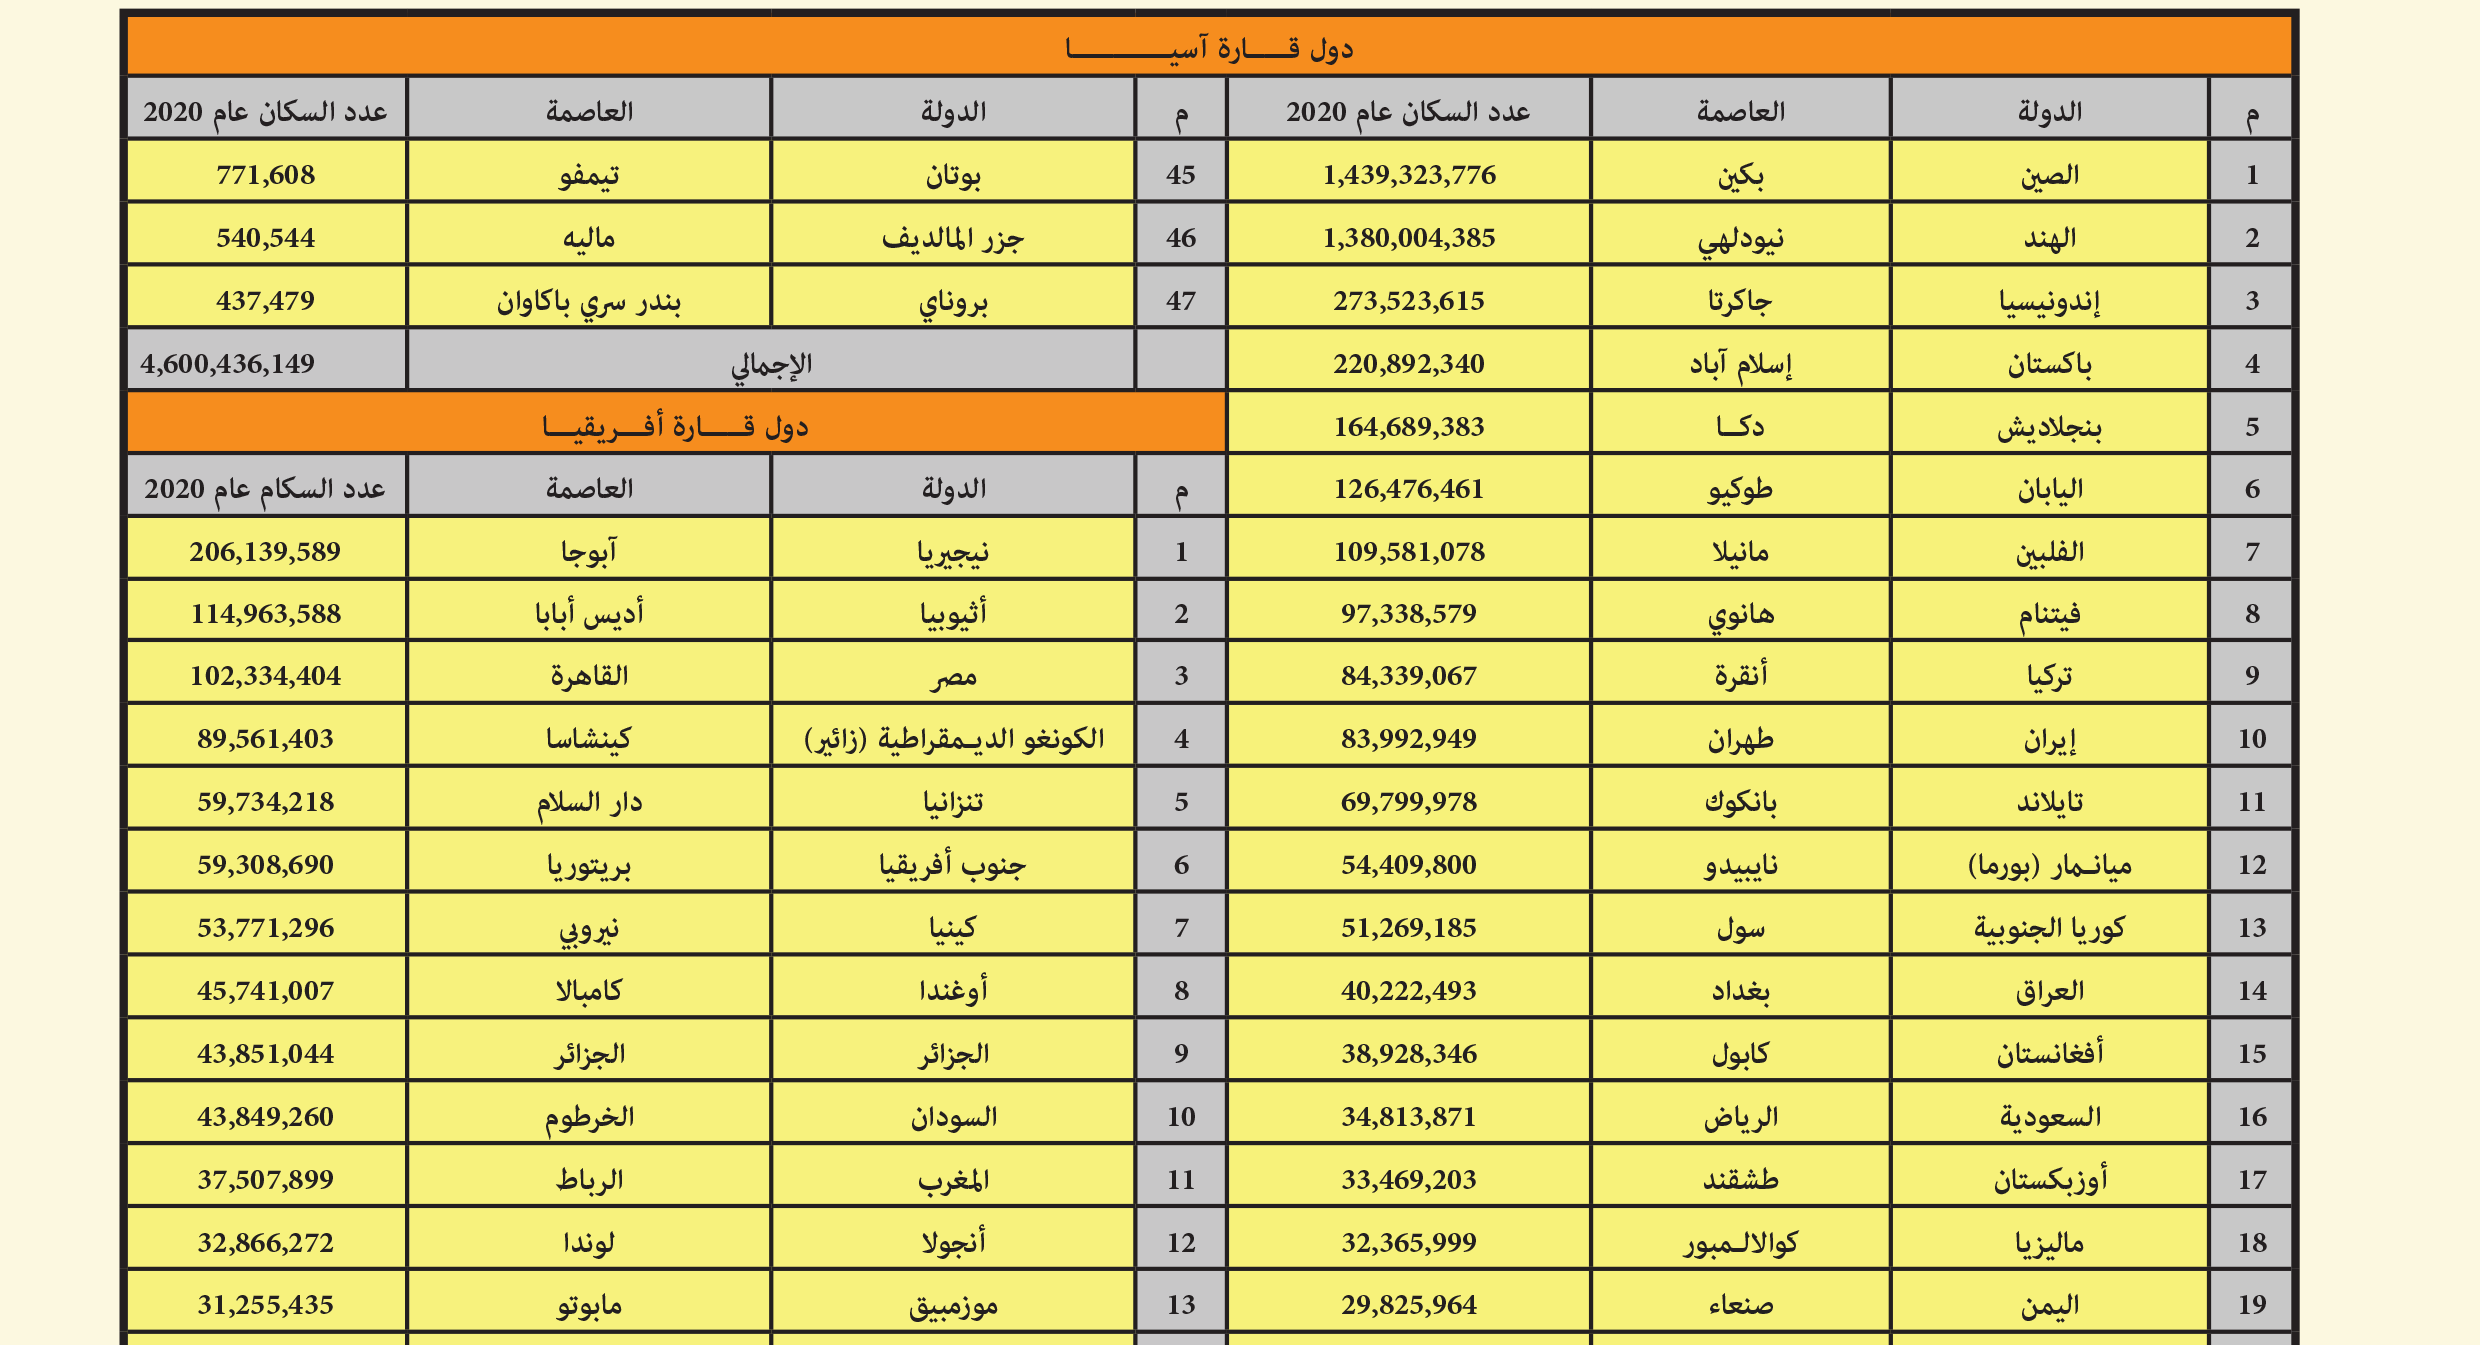 دول قـــــارة آسيـــــــــــــا
م الدولة العاصمة عدد السكان عام 2020 م الدولة العاصمة عدد السكان عام 2020
1 الصين بكين 1,439,323,776 45 بوتان تيمفو 771,608
2 الهند نيودلهي 1,380,004,385 46 جزر المالديف ماليه 540,544
3 إندونيسيا جاكرتا 273,523,615 47 بروناي بندر سري باكاوان 437,479
4 باكستان إسلام آباد 220,892,340 الإجمالي 4,600,436,149
5 بنجلاديش دكــا 164,689,383 دول قـــــارة أفـــريقيـــا
6 اليابان طوكيو 126,476,461 م الدولة العاصمة عدد السكام عام 2020
7 الفلبين مانيلا 109,581,078 1 نيجيريا آبوجا 206,139,589
8 فيتنام هانوي 97,338,579 2 أثيوبيا أديس أبابا 114,963,588
9 تركيا أنقرة 84,339,067 3 مصر القاهرة 102,334,404
10 إيران طهران 83,992,949 4 الكونغو الديـمقراطية (زائير) كينشاسا 89,561,403
11 تايلاند بانكوك 69,799,978 5 تنزانيا دار السلام 59,734,218
12 ميانـمار (بورما) نايبيدو 54,409,800 6 جنوب أفريقيا بريتوريا 59,308,690
13 كوريا الجنوبية سول 51,269,185 7 كينيا نيروبي 53,771,296
14 العراق بغداد 40,222,493 8 أوغندا كامبالا 45,741,007
15 أفغانستان كابول 38,928,346 9 الجزائر الجزائر 43,851,044
16 السعودية الرياض 34,813,871 10 السودان الخرطوم 43,849,260
17 أوزبكستان طشقند 33,469,203 11 المغرب الرباط 37,507,899
18 ماليزيا كوالالـمبور 32,365,999 12 أنجولا لوندا 32,866,272
19 اليمن صنعاء 29,825,964 13 موزمبيق مابوتو 31,255,435